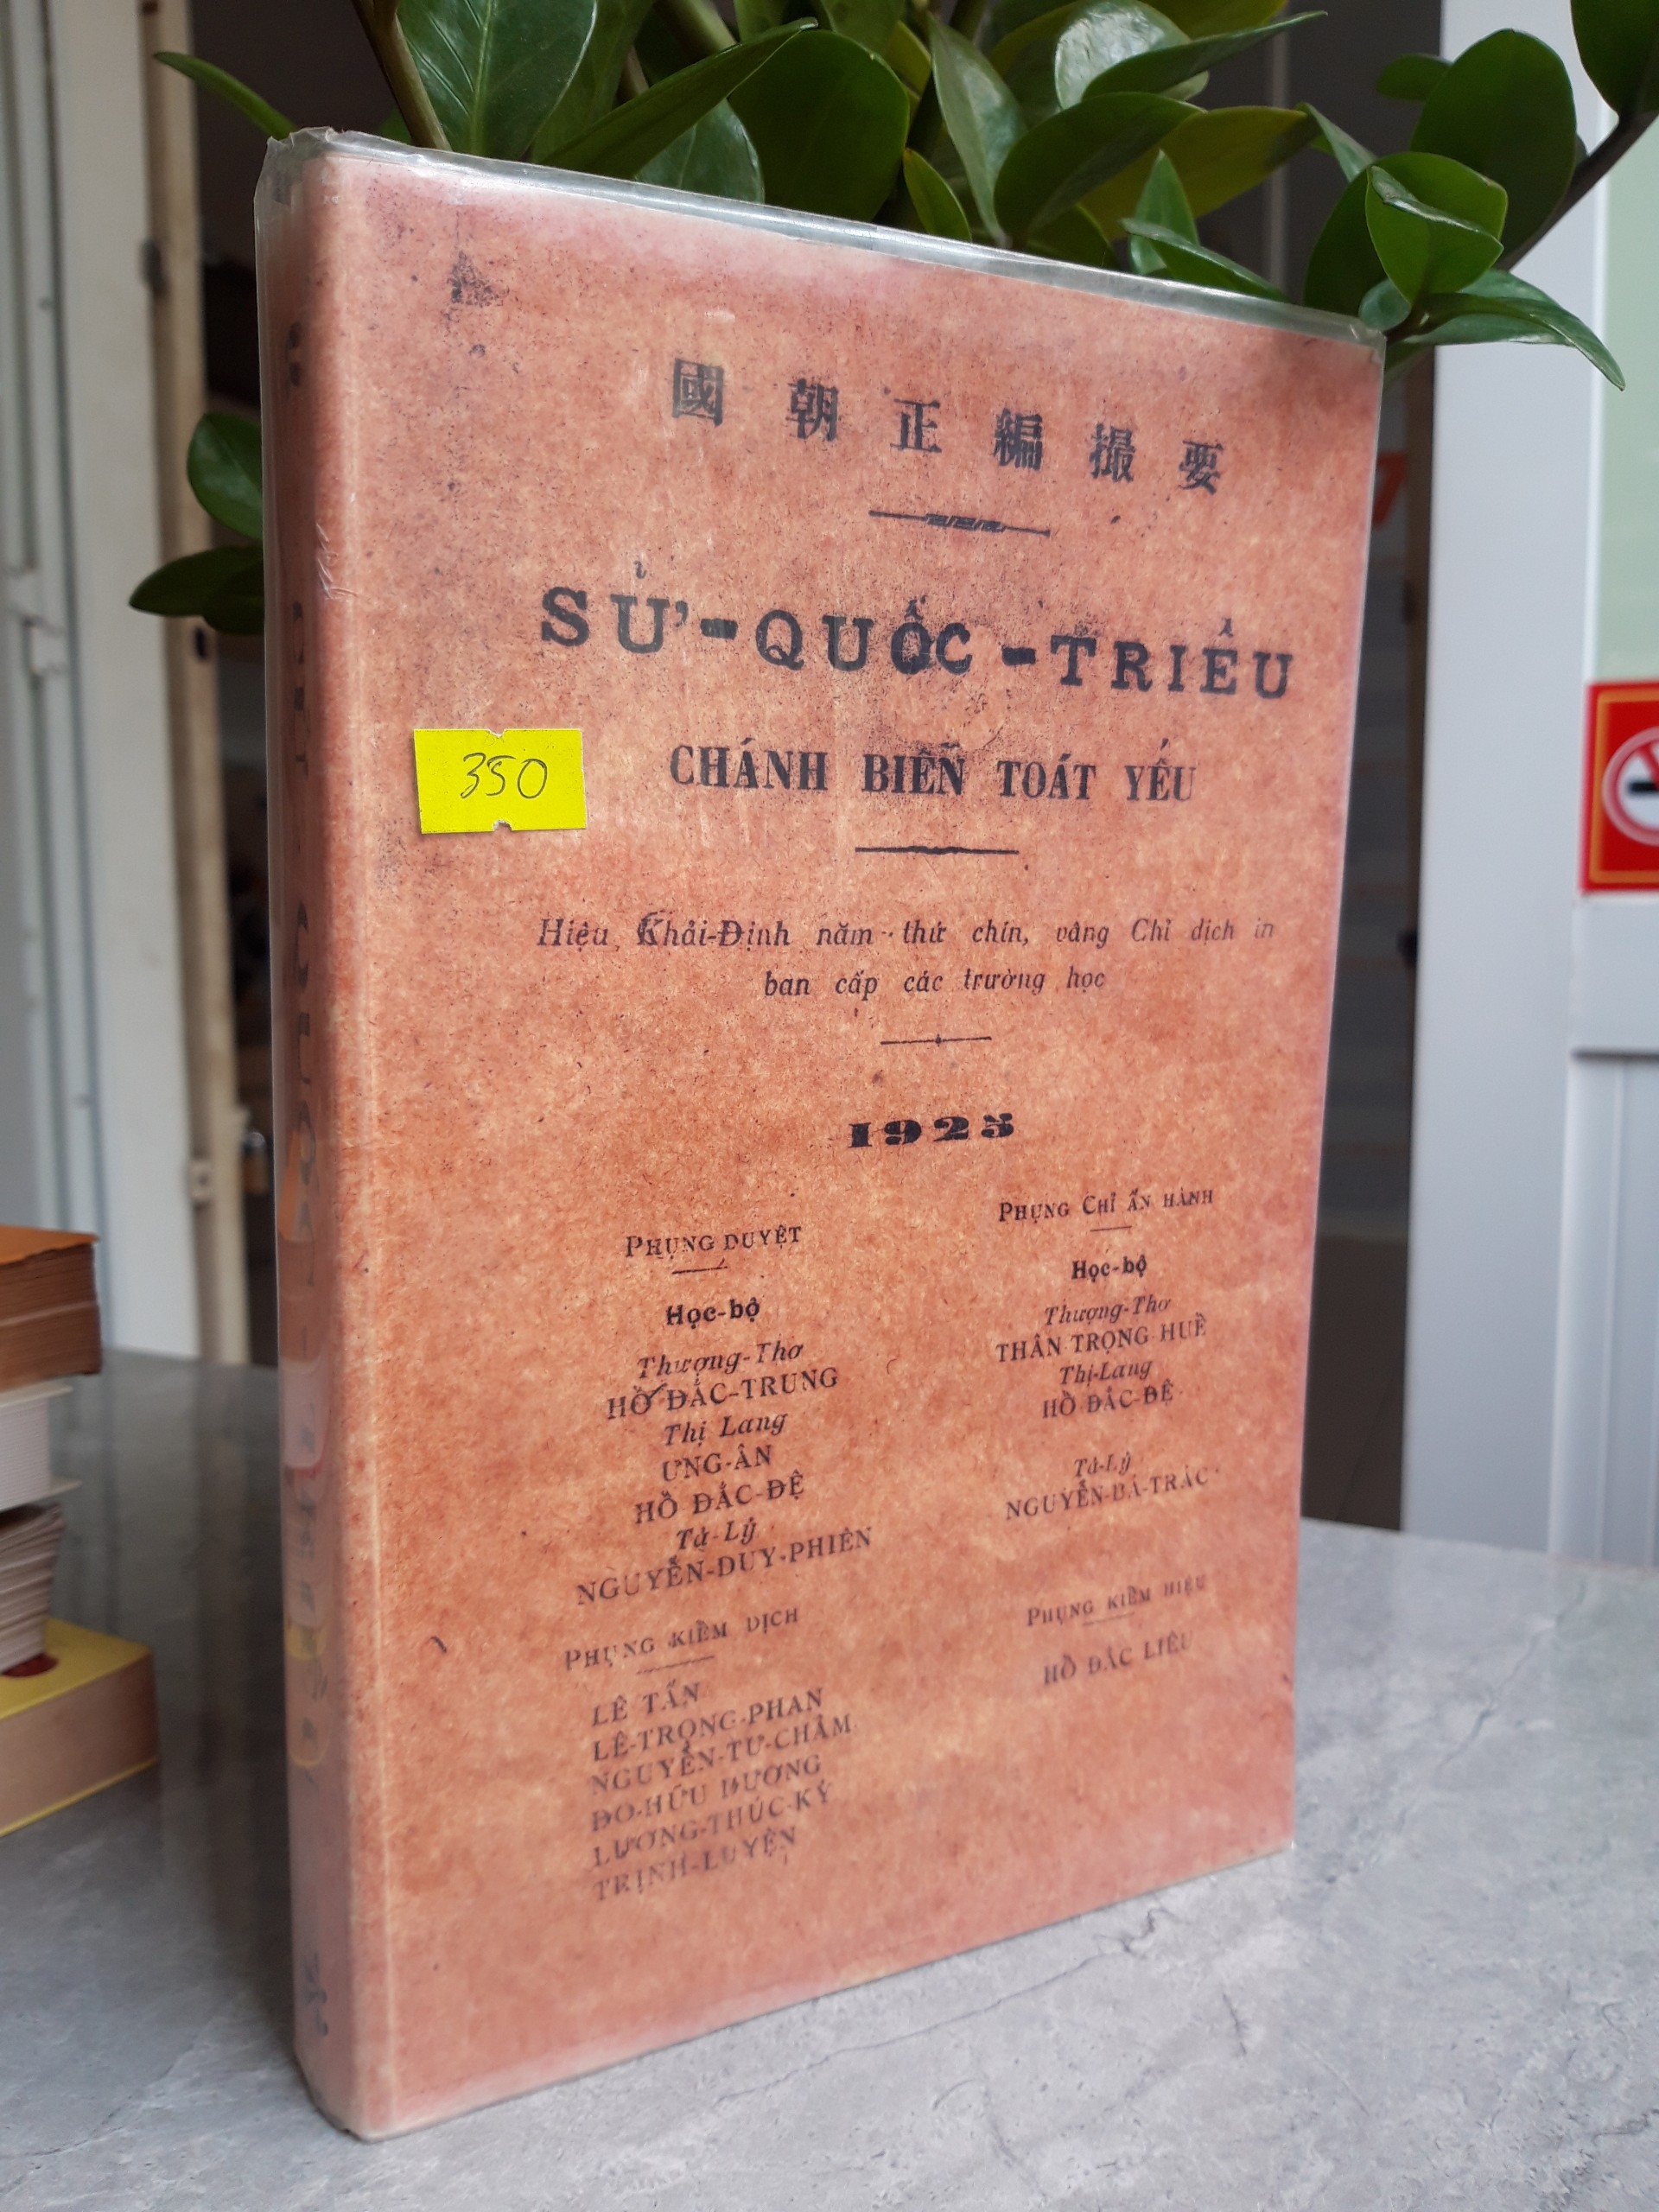 國朝正編撮要
SỬ-QUỐC-TRIỀU
CHÁNH BIÊN TOÁT YẾU
350
Hiệu Khải-Định năm thứ chín, vâng Chỉ dịch in
ban cấp các trường học
1925
PHỤNG DUYỆT
Học-bộ
Thượng-Thơ
HỒ ĐẮC-TRUNG
Thị Lang
ƯNG-ÂN
HỒ ĐẮC-ĐỆ
Tả-Lý
NGUYỄN-DUY-PHIÊN
PHỤNG KIỂM DỊCH
LÊ TẤN
LÊ-TRỌNG-PHAN
NGUYỄN-TƯ-CHÂM
ĐO-HỮU DƯƠNG
LƯƠNG-THÚC-KỲ
TRỊNH-LUYỆN
PHỤNG CHỈ ẤN HÀNH
Học-bộ
Thượng-Thơ
THÂN TRỌNG HUỀ
Thị-Lang
HỒ ĐẮC-ĐỆ
Tá-Lý
NGUYỄN-BÁ-TRÁC
PHỤNG KIỂM HIỆU
HỒ ĐẮC LIÊU